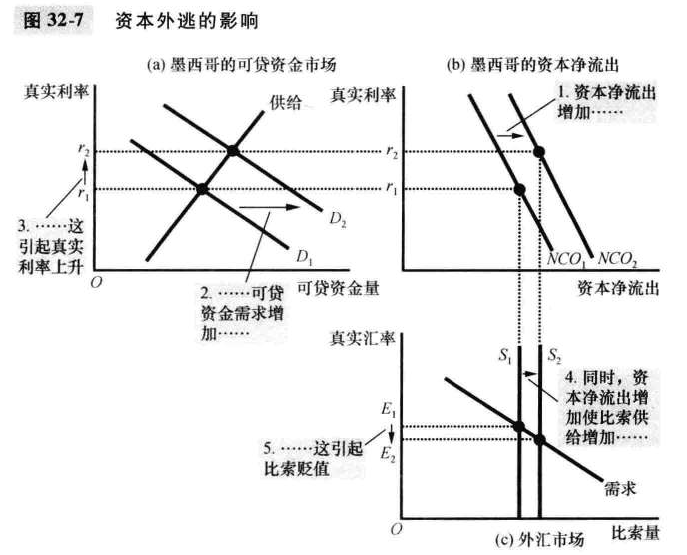 图 32-7 资本外逃的影响
(a) 墨西哥的可贷资金市场
真实利率
供给
r₂
r₁
D₂
D₁
O
可贷资金量
3. ……这
引起真实
利率上升
2. ……可贷
资金需求增
加……
(b) 墨西哥的资本净流出
真实利率
1. 资本净流出
增加……
r₂
r₁
NCO₁ NCO₂
资本净流出
真实汇率
S₁ S₂
4. 同时，资
本净流出增
加使比索供
给增加……
E₁
E₂
5. ……这引起
比索贬值
需求
O
比索量
(c) 外汇市场